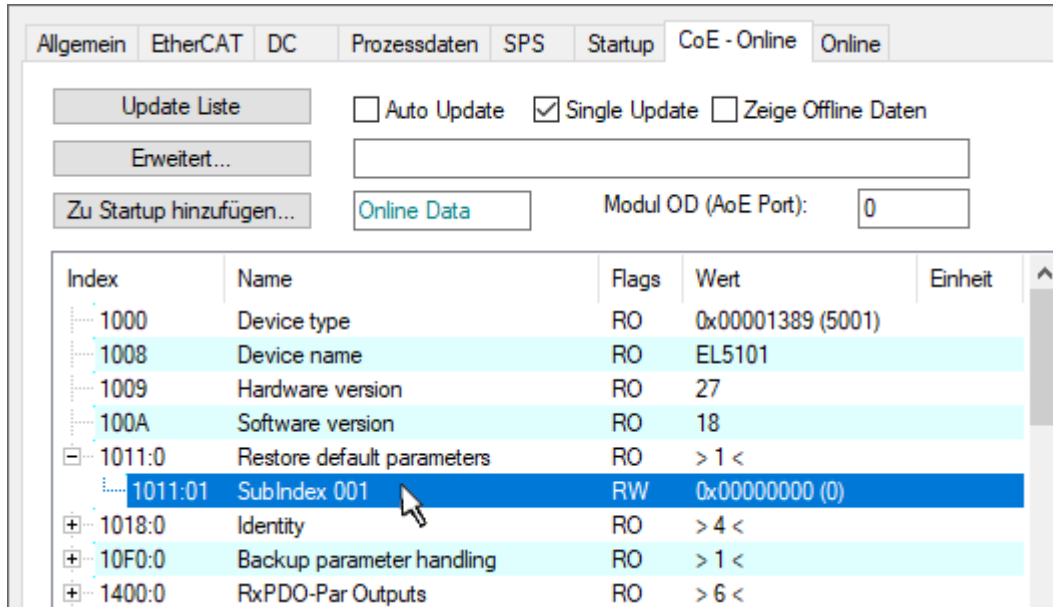 Allgemein EtherCAT DC Prozessdaten SPS Startup CoE - Online Online
Update Liste Auto Update Single Update Zeige Offline Daten
Erweitert...
Zu Startup hinzufügen... Online Data Modul OD (AoE Port): 0
Index Name Flags Wert Einheit
1000 Device type RO 0x00001389 (5001)
1008 Device name RO EL5101
1009 Hardware version RO 27
100A Software version RO 18
1011:0 Restore default parameters RO > 1 <
1011:01 SubIndex 001 RW 0x00000000 (0)
1018:0 Identity RO > 4 <
10F0:0 Backup parameter handling RO > 1 <
1400:0 RxPDO-Par Outputs RO > 6 <